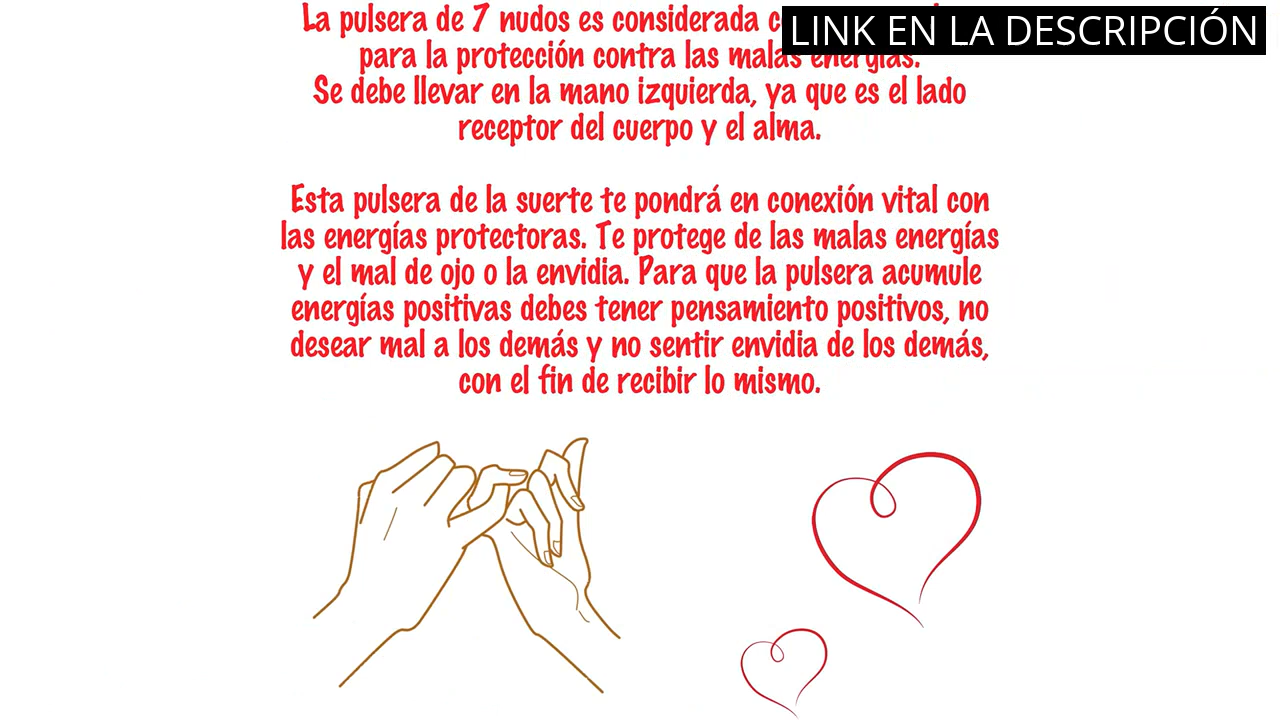 La pulsera de 7 nudos es considerada
LINK EN LA DESCRIPCIÓN
para la protección contra las malas energías.
Se debe llevar en la mano izquierda, ya que es el lado
receptor del cuerpo y el alma.
Esta pulsera de la suerte te pondrá en conexión vital con
las energías protectoras. Te protege de las malas energías
y el mal de ojo o la envidia. Para que la pulsera acumule
energías positivas debes tener pensamiento positivos, no
desear mal a los demás y no sentir envidia de los demás,
con el fin de recibir lo mismo.